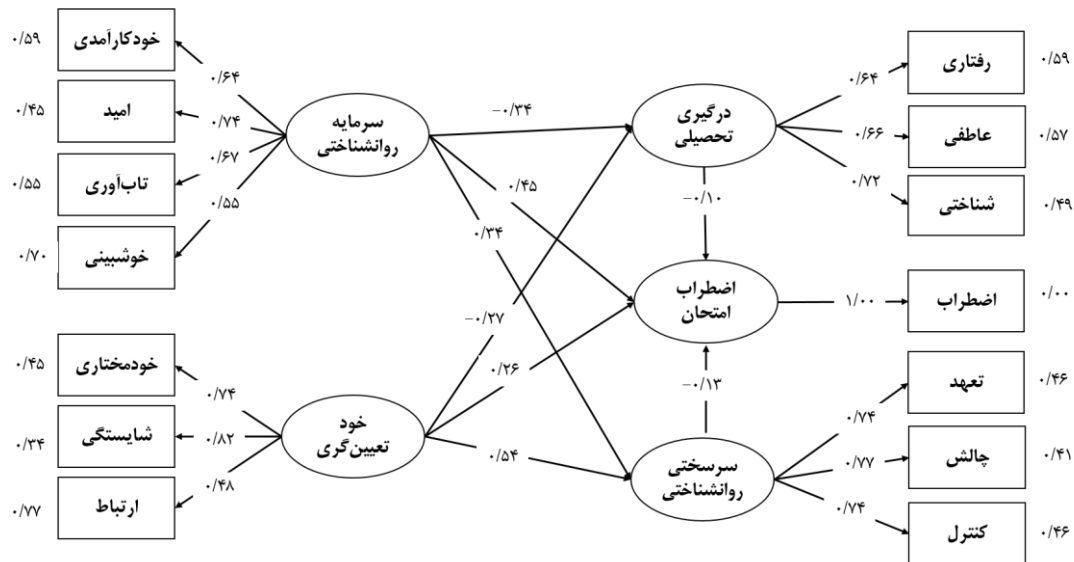 ۰/۵۹
خودکارآمدی
۰/۴۵
امید
۰/۵۵
تاب‌آوری
۰/۷۰
خوشبینی
۰/۶۴
۰/۷۴
۰/۶۷
۰/۵۵
سرمایه
روانشناختی
۰/۴۵
خودمختاری
۰/۳۴
شایستگی
۰/۷۷
ارتباط
۰/۷۴
۰/۸۲
۰/۴۸
خود
تعیین‌گری
−۰/۳۴
۰/۴۵
۰/۳۴
−۰/۲۷
۰/۲۶
۰/۵۴
درگیری
تحصیلی
−۰/۱۰
اضطراب
امتحان
−۰/۱۳
سرسختی
روانشناختی
۰/۶۴
۰/۶۶
۰/۷۲
رفتاری
۰/۵۹
عاطفی
۰/۵۷
شناختی
۰/۴۹
۱/۰۰
اضطراب
۰/۰۰
۰/۷۴
۰/۷۷
۰/۷۴
تعهد
۰/۴۶
چالش
۰/۴۱
کنترل
۰/۴۶